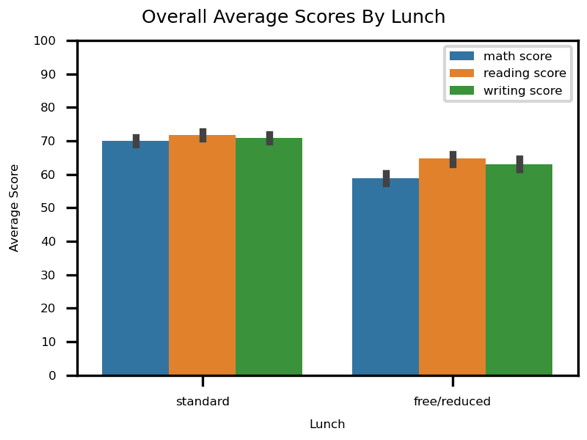 Overall Average Scores By Lunch
100
90
80
70
60
50
40
30
20
10
0
Average Score
math score
reading score
writing score
standard
free/reduced
Lunch